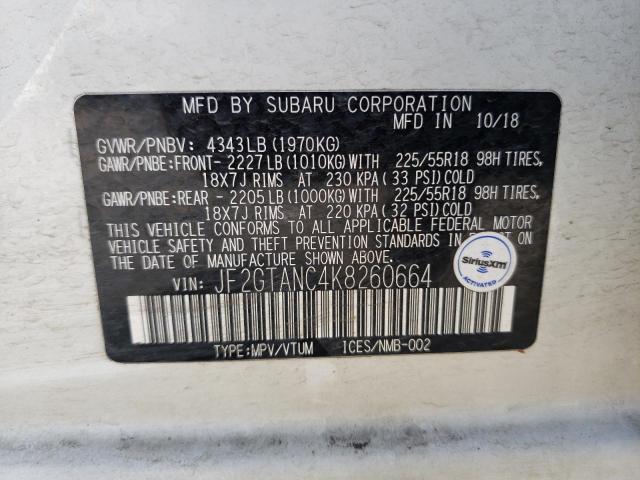 MFD BY SUBARU CORPORATION
MFD IN 10/18
GVWR/PNBV: 4343LB (1970KG)
GAWR/PNBE:FRONT- 2227LB(1010KG)WITH 225/55R18 98H TIRES,
18X7J RIMS AT 230 KPA(33 PSI)COLD
GAWR/PNBE:REAR - 2205LB(1000KG)WITH 225/55R18 98H TIRES,
18X7J RIMS AT 220 KPA(32 PSI)COLD
THIS VEHICLE CONFORMS TO ALL APPLICABLE FEDERAL MOTOR
VEHICLE SAFETY AND THEFT PREVENTION STANDARDS IN EFFECT ON
THE DATE OF MANUFACTURE SHOWN ABOVE.
VIN: JF2GTANC4K8260664
SiriusXM
TYPE:MPV/VTUM ICES/NMB-002